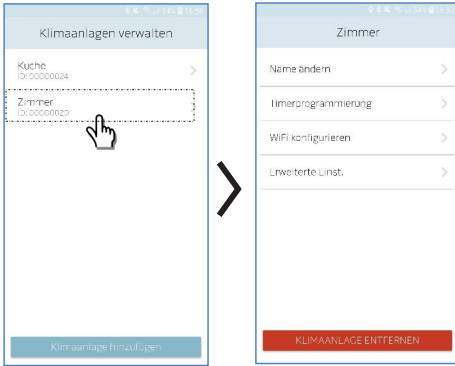 Klimaanlagen verwalten
Kuche
ID: 00000024
Zimmer
ID: 00000020
Klimaanlage hinzufügen
Zimmer
Name ändern
Timerprogrammierung
WiFi konfigurieren
Erweiterte Einst.
KLIMAANLAGE ENTFERNEN